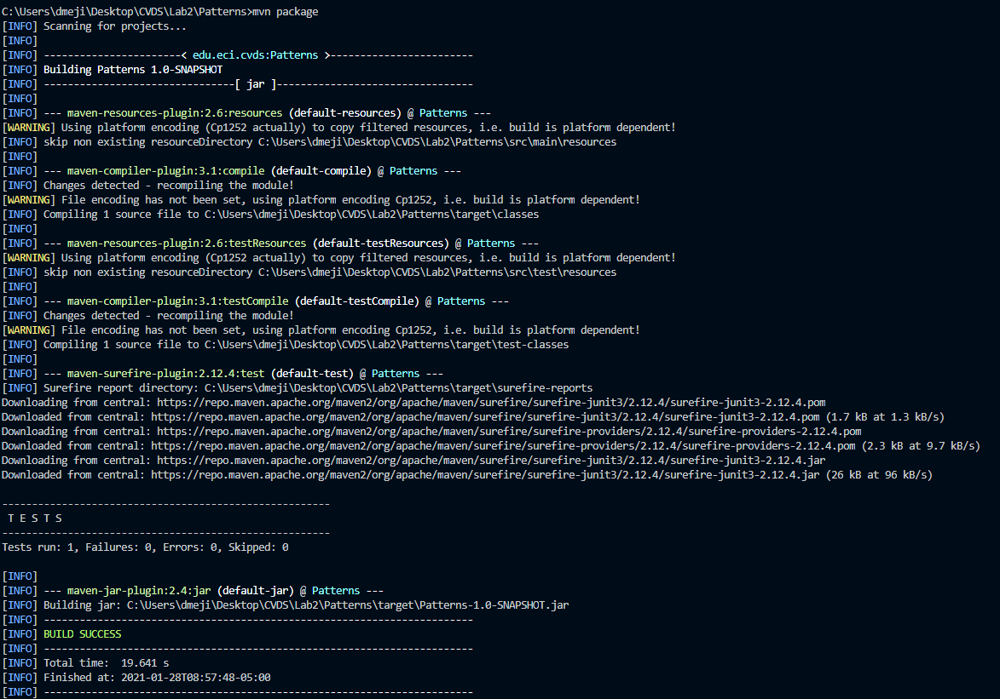 C:\Users\dmeji\Desktop\CVDS\Lab2\Patterns>mvn package
[INFO] Scanning for projects...
[INFO]
[INFO] -----------------------< edu.eci.cvds:Patterns >------------------------
[INFO] Building Patterns 1.0-SNAPSHOT
[INFO] --------------------------------[ jar ]---------------------------------
[INFO]
[INFO] --- maven-resources-plugin:2.6:resources (default-resources) @ Patterns ---
[WARNING] Using platform encoding (Cp1252 actually) to copy filtered resources, i.e. build is platform dependent!
[INFO] skip non existing resourceDirectory C:\Users\dmeji\Desktop\CVDS\Lab2\Patterns\src\main\resources
[INFO]
[INFO] --- maven-compiler-plugin:3.1:compile (default-compile) @ Patterns ---
[INFO] Changes detected - recompiling the module!
[WARNING] File encoding has not been set, using platform encoding Cp1252, i.e. build is platform dependent!
[INFO] Compiling 1 source file to C:\Users\dmeji\Desktop\CVDS\Lab2\Patterns\target\classes
[INFO]
[INFO] --- maven-resources-plugin:2.6:testResources (default-testResources) @ Patterns ---
[WARNING] Using platform encoding (Cp1252 actually) to copy filtered resources, i.e. build is platform dependent!
[INFO] skip non existing resourceDirectory C:\Users\dmeji\Desktop\CVDS\Lab2\Patterns\src\test\resources
[INFO]
[INFO] --- maven-compiler-plugin:3.1:testCompile (default-testCompile) @ Patterns ---
[INFO] Changes detected - recompiling the module!
[WARNING] File encoding has not been set, using platform encoding Cp1252, i.e. build is platform dependent!
[INFO] Compiling 1 source file to C:\Users\dmeji\Desktop\CVDS\Lab2\Patterns\target\test-classes
[INFO]
[INFO] --- maven-surefire-plugin:2.12.4:test (default-test) @ Patterns ---
[INFO] Surefire report directory: C:\Users\dmeji\Desktop\CVDS\Lab2\Patterns\target\surefire-reports
Downloading from central: https://repo.maven.apache.org/maven2/org/apache/maven/surefire/surefire-junit3/2.12.4/surefire-junit3-2.12.4.pom
Downloaded from central: https://repo.maven.apache.org/maven2/org/apache/maven/surefire/surefire-junit3/2.12.4/surefire-junit3-2.12.4.pom (1.7 kB at 1.3 kB/s)
Downloading from central: https://repo.maven.apache.org/maven2/org/apache/maven/surefire/surefire-providers/2.12.4/surefire-providers-2.12.4.pom
Downloaded from central: https://repo.maven.apache.org/maven2/org/apache/maven/surefire/surefire-providers/2.12.4/surefire-providers-2.12.4.pom (2.3 kB at 9.7 kB/s)
Downloading from central: https://repo.maven.apache.org/maven2/org/apache/maven/surefire/surefire-junit3/2.12.4/surefire-junit3-2.12.4.jar
Downloaded from central: https://repo.maven.apache.org/maven2/org/apache/maven/surefire/surefire-junit3/2.12.4/surefire-junit3-2.12.4.jar (26 kB at 96 kB/s)
-------------------------------------------------------
T E S T S
-------------------------------------------------------
Tests run: 1, Failures: 0, Errors: 0, Skipped: 0
[INFO]
[INFO] --- maven-jar-plugin:2.4:jar (default-jar) @ Patterns ---
[INFO] Building jar: C:\Users\dmeji\Desktop\CVDS\Lab2\Patterns\target\Patterns-1.0-SNAPSHOT.jar
[INFO] ------------------------------------------------------------------------
[INFO] BUILD SUCCESS
[INFO] ------------------------------------------------------------------------
[INFO] Total time:  19.641 s
[INFO] Finished at: 2021-01-28T08:57:48-05:00
[INFO] ------------------------------------------------------------------------